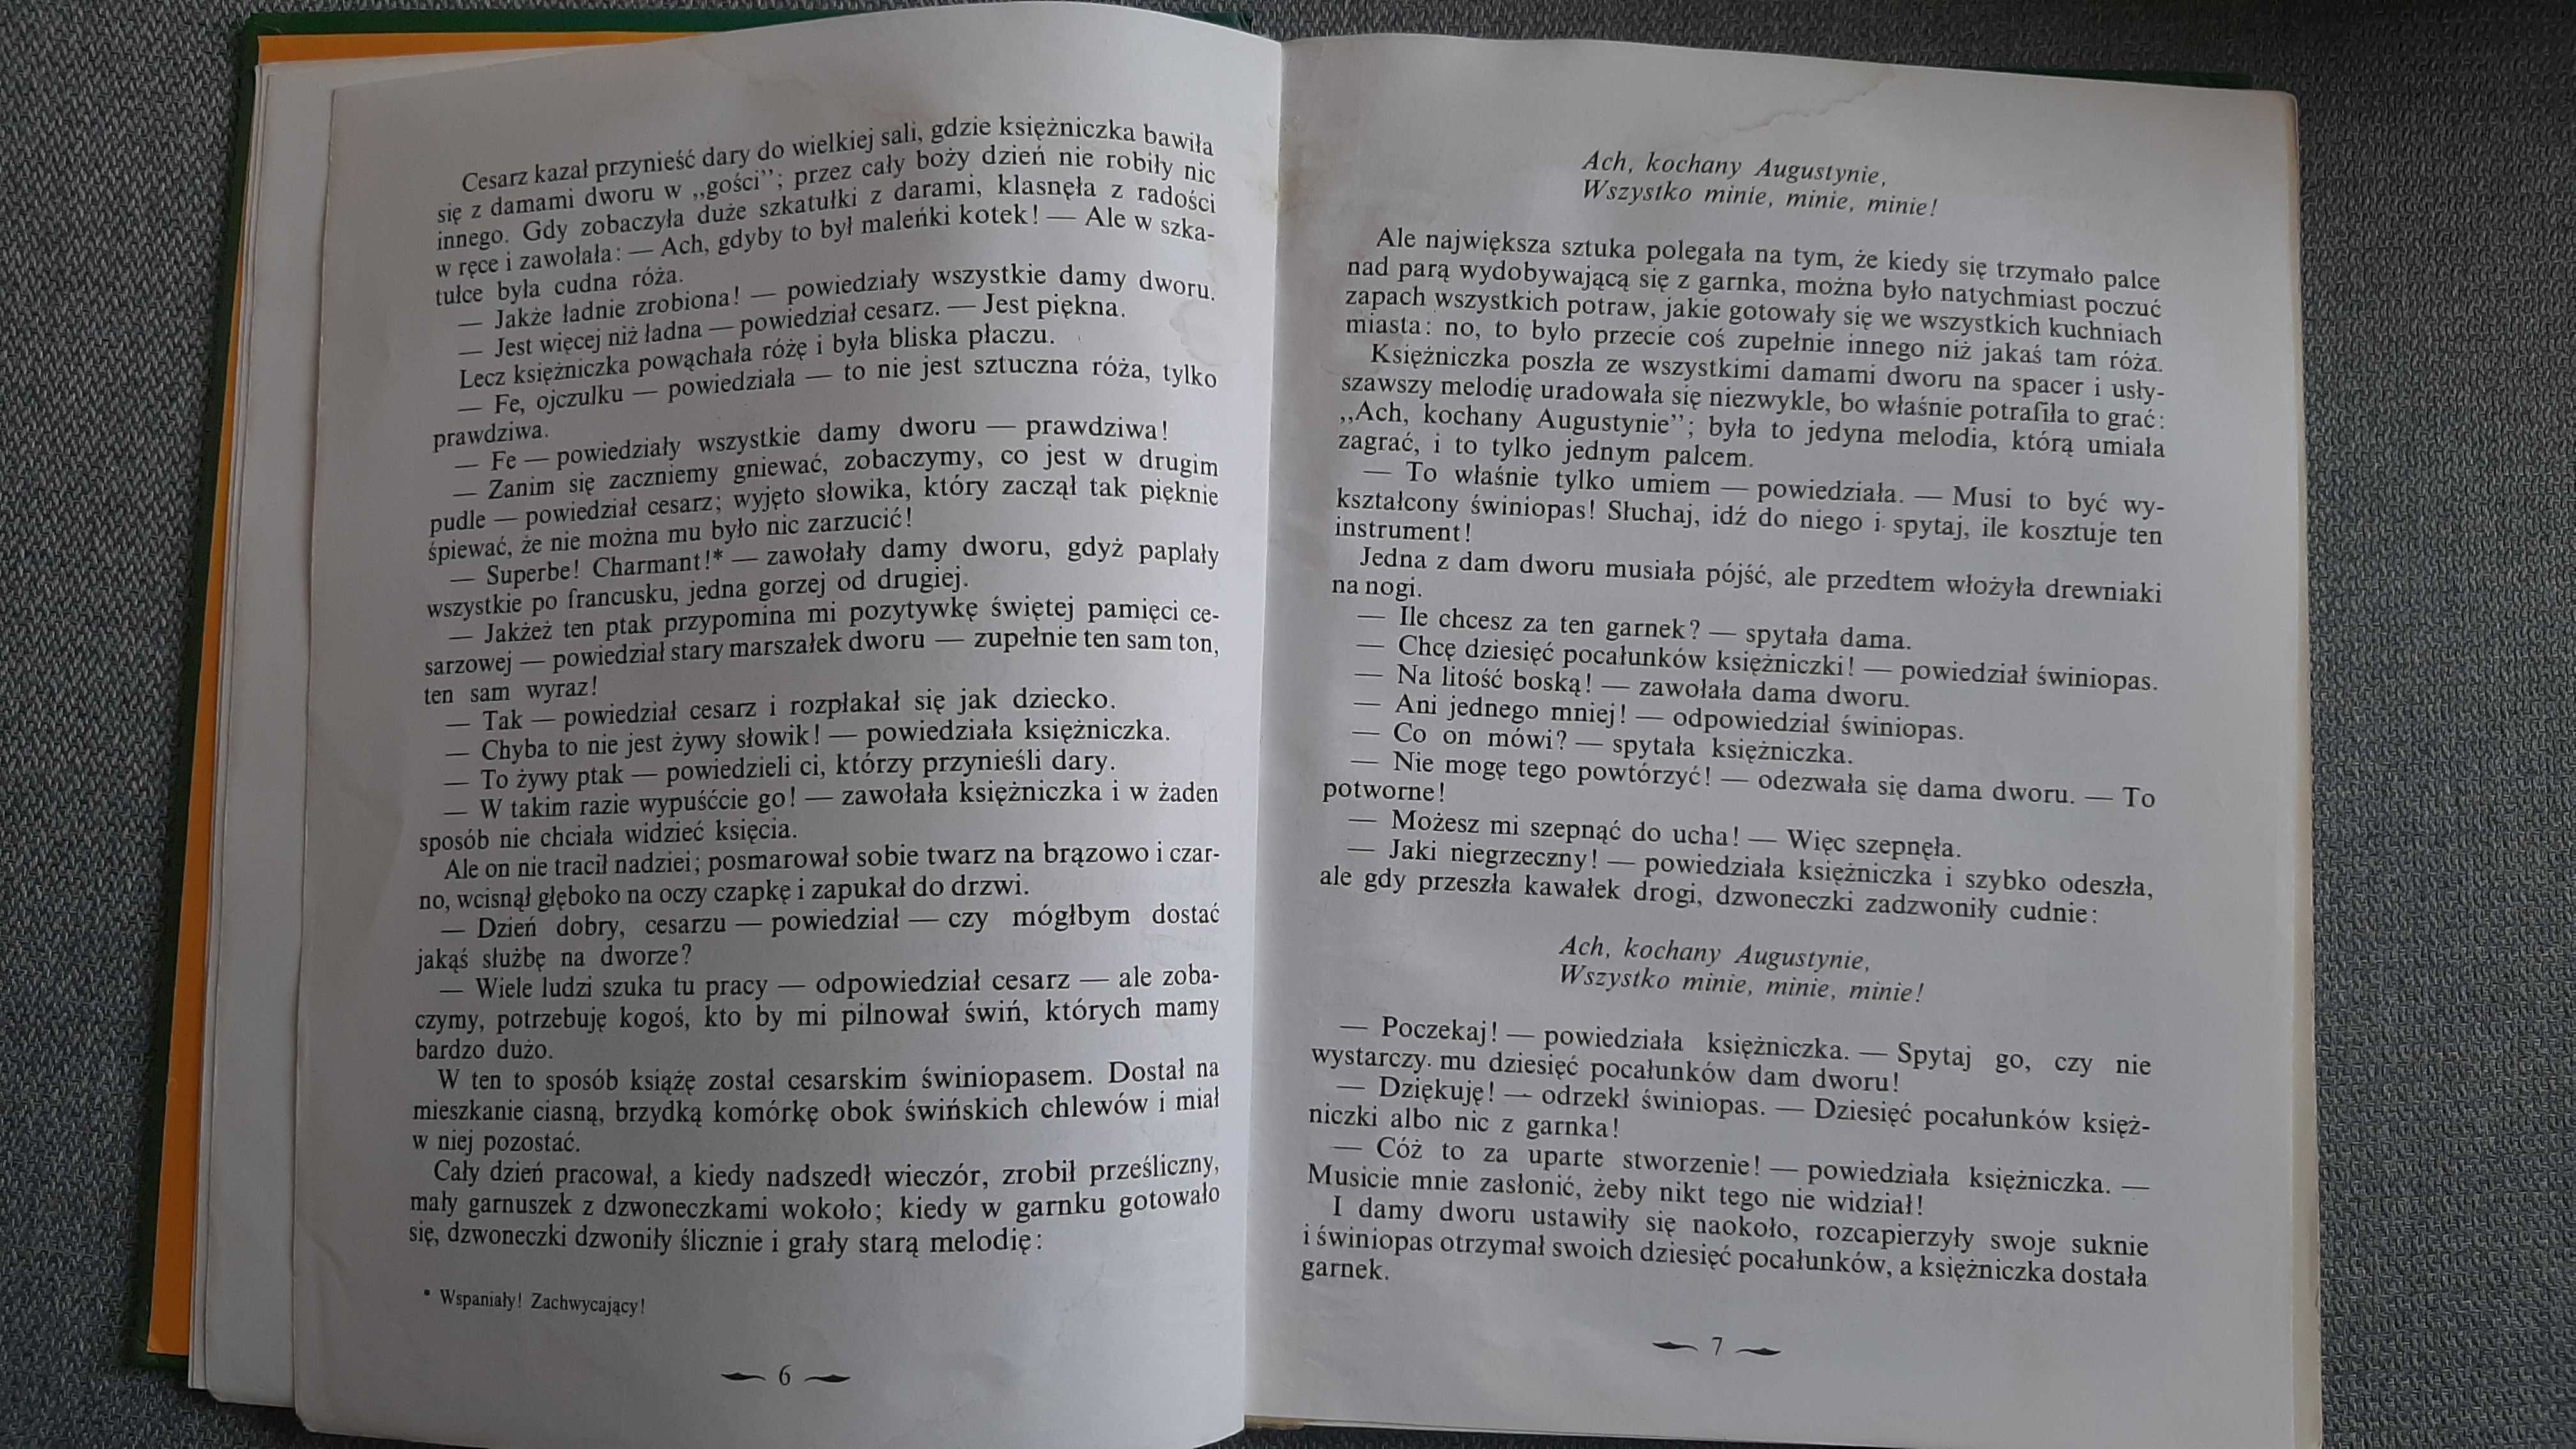 Cesarz kazał przynieść dary do wielkiej sali, gdzie księżniczka bawiła
się z damami dworu w „gości”; przez cały boży dzień nie robiły nic
innego. Gdy zobaczyła duże szkatułki z darami, klasnęła z radości
w ręce i zawołała: — Ach, gdyby to był maleńki kotek! — Ale w szka-
tułce była cudna róża.
— Jakże ładnie zrobiona! — powiedziały wszystkie damy dworu.
— Jest więcej niż ładna — powiedział cesarz. — Jest piękna.
Lecz księżniczka powąchała różę i była bliska płaczu.
— Fe, ojczulku — powiedziała — to nie jest sztuczna róża, tylko
prawdziwa.
— Fe — powiedziały wszystkie damy dworu — prawdziwa!
— Zanim się zaczniemy gniewać, zobaczymy, co jest w drugim
pudle — powiedział cesarz; wyjęto słowika, który zaczął tak pięknie
śpiewać, że nie można mu było nic zarzucić!
— Superbe! Charmant!* — zawołały damy dworu, gdyż paplały
wszystkie po francusku, jedna gorzej od drugiej.
— Jakżeż ten ptak przypomina mi pozytywkę świętej pamięci ce-
sarzowej — powiedział stary marszałek dworu — zupełnie ten sam ton,
ten sam wyraz!
— Tak — powiedział cesarz i rozpłakał się jak dziecko.
— Chyba to nie jest żywy słowik! — powiedziała księżniczka.
— To żywy ptak — powiedzieli ci, którzy przynieśli dary.
— W takim razie wypuśćcie go! — zawołała księżniczka i w żaden
sposób nie chciała widzieć księcia.
Ale on nie tracił nadziei; posmarował sobie twarz na brązowo i czar-
no, wcisnął głęboko na oczy czapkę i zapukał do drzwi.
— Dzień dobry, cesarzu — powiedział — czy mógłbym dostać
jakąś służbę na dworze?
— Wiele ludzi szuka tu pracy — odpowiedział cesarz — ale zoba-
czymy, potrzebuję kogoś, kto by mi pilnował świń, których mamy
bardzo dużo.
W ten to sposób książę został cesarskim świniopasem. Dostał na
mieszkanie ciasną, brzydką komórkę obok świńskich chlewów i miał
w niej pozostać.
Cały dzień pracował, a kiedy nadszedł wieczór, zrobił prześliczny,
mały garnuszek z dzwoneczkami wokoło; kiedy w garnku gotowało
się, dzwoneczki dzwoniły ślicznie i grały starą melodię:
* Wspaniały! Zachwycający!
6
Ach, kochany Augustynie,
Wszystko minie, minie, minie!
Ale największa sztuka polegała na tym, że kiedy się trzymało palce
nad parą wydobywającą się z garnka, można było natychmiast poczuć
zapach wszystkich potraw, jakie gotowały się we wszystkich kuchniach
miasta: no, to było przecie coś zupełnie innego niż jakaś tam róża.
Księżniczka poszła ze wszystkimi damami dworu na spacer i usły-
szawszy melodię uradowała się niezwykle, bo właśnie potrafiła to grać:
„Ach, kochany Augustynie”; była to jedyna melodia, którą umiała
zagrać, i to tylko jednym palcem.
— To właśnie tylko umiem — powiedziała. — Musi to być wy-
kształcony świniopas! Słuchaj, idź do niego i spytaj, ile kosztuje ten
instrument!
Jedna z dam dworu musiała pójść, ale przedtem włożyła drewniaki
na nogi.
— Ile chcesz za ten garnek? — spytała dama.
— Chcę dziesięć pocałunków księżniczki! — powiedział świniopas.
— Na litość boską! — zawołała dama dworu.
— Ani jednego mniej! — odpowiedział świniopas.
— Co on mówi? — spytała księżniczka.
— Nie mogę tego powtórzyć! — odezwała się dama dworu. — To
potworne!
— Możesz mi szepnąć do ucha! — Więc szepnęła.
— Jaki niegrzeczny! — powiedziała księżniczka i szybko odeszła,
ale gdy przeszła kawałek drogi, dzwoneczki zadzwoniły cudnie:
Ach, kochany Augustynie,
Wszystko minie, minie, minie!
— Poczekaj! — powiedziała księżniczka. — Spytaj go, czy nie
wystarczy mu dziesięć pocałunków dam dworu!
— Dziękuję! — odrzekł świniopas. — Dziesięć pocałunków księż-
niczki albo nic z garnka!
— Cóż to za uparte stworzenie! — powiedziała księżniczka. —
Musicie mnie zasłonić, żeby nikt tego nie widział!
I damy dworu ustawiły się naokoło, rozcapierzyły swoje suknie
i świniopas otrzymał swoich dziesięć pocałunków, a księżniczka dostała
garnek.
7